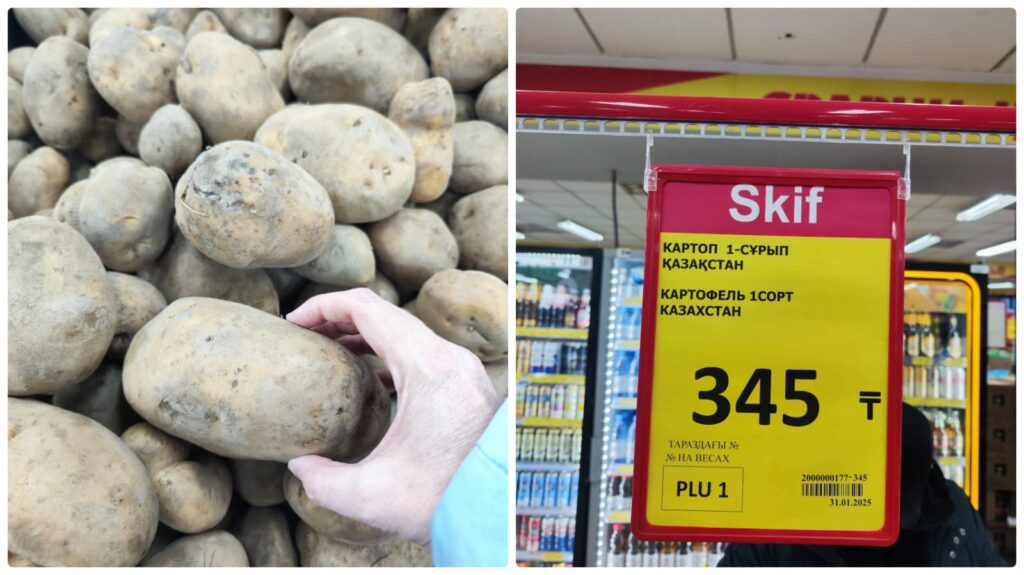 Skif
КАРТОП 1-СҰРЫП
ҚАЗАҚСТАН
КАРТОФЕЛЬ 1СОРТ
КАЗАХСТАН
345 ₸
ТАРАЗДАҒЫ №
№ НА ВЕСАХ
PLU 1
2000000177-345
31.01.2025